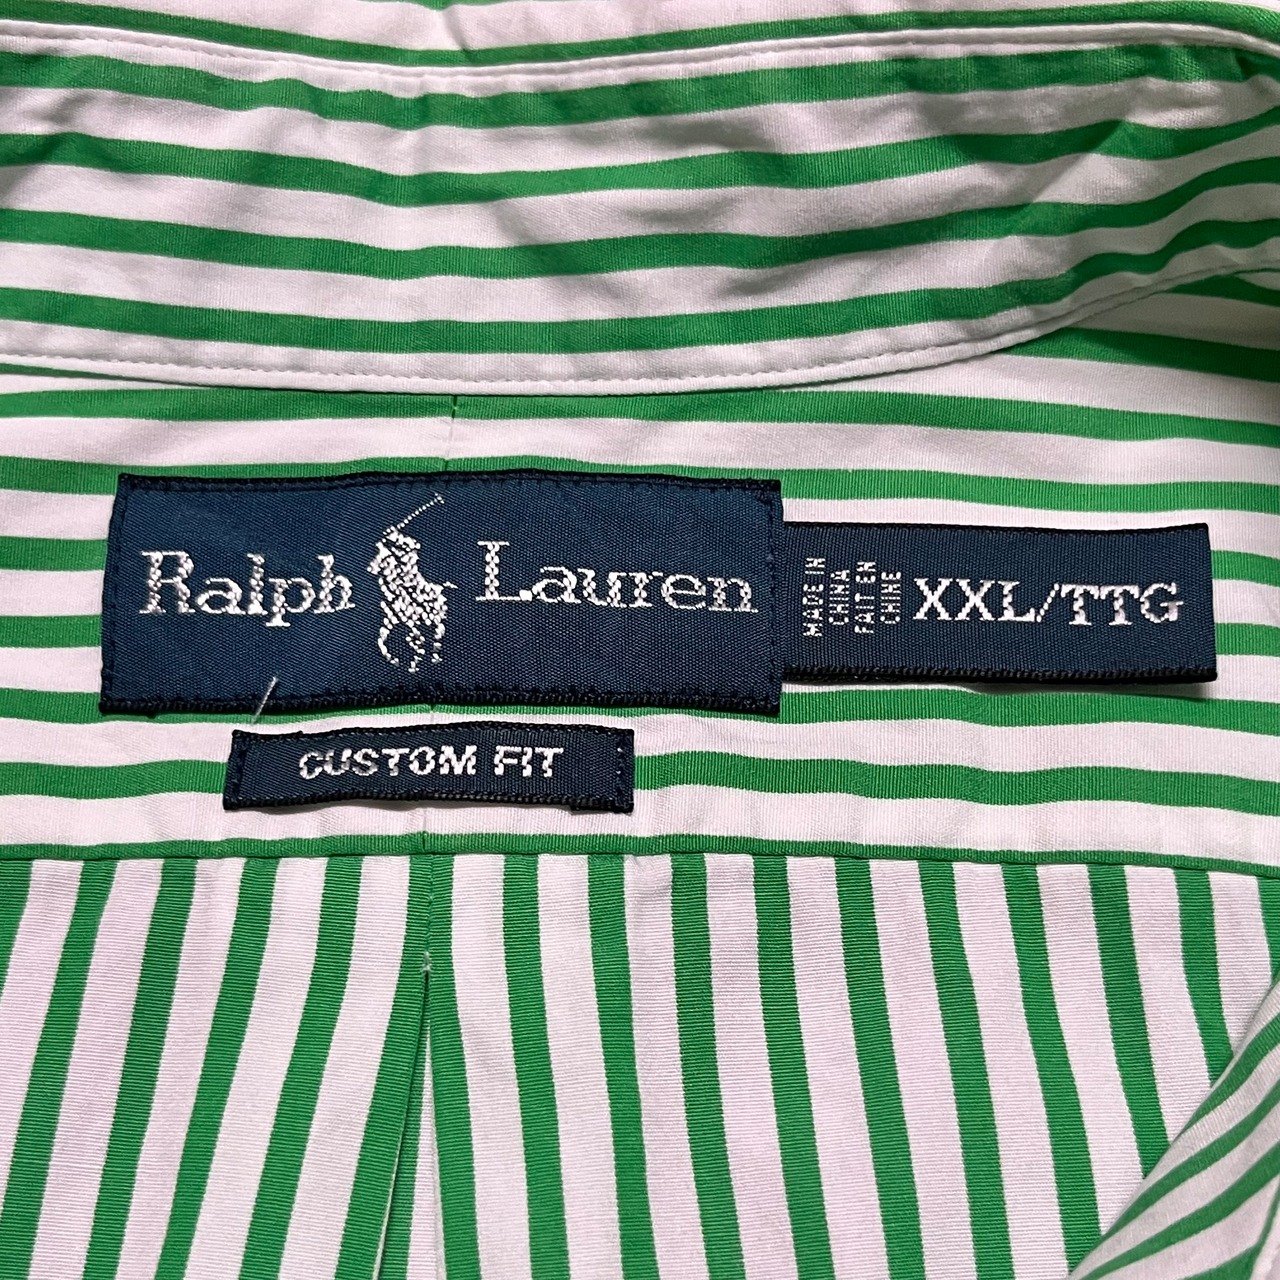 Ralph Lauren
MADE IN
CHINA
FAIT EN
CHINE
XXL/TTG
CUSTOM FIT